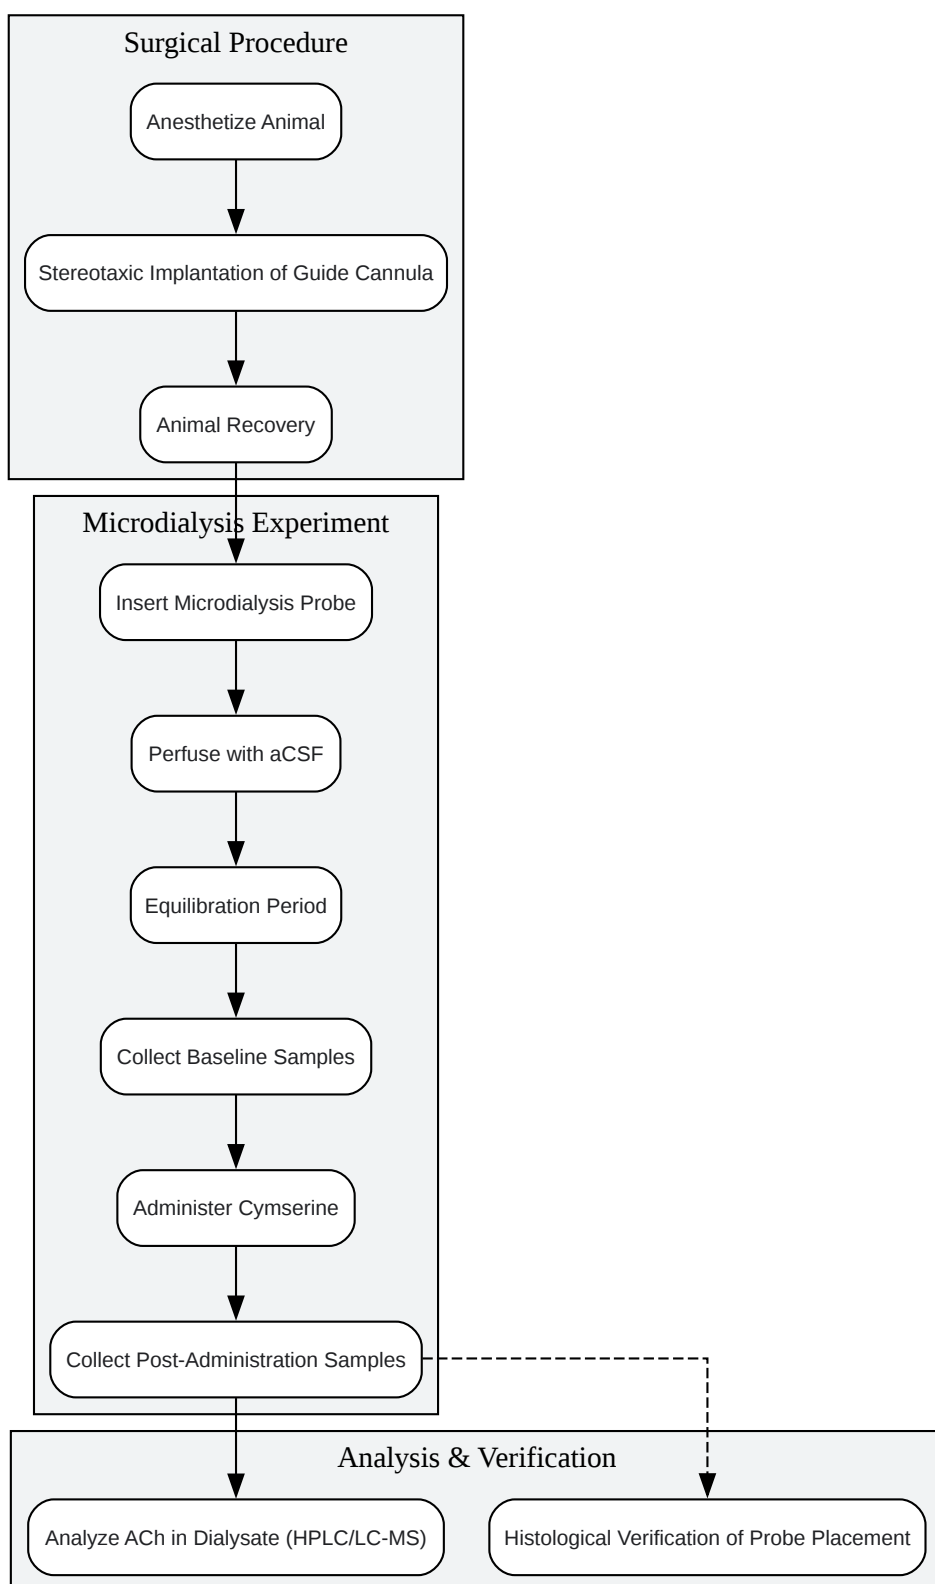 Surgical Procedure
Anesthetize Animal
Stereotaxic Implantation of Guide Cannula
Animal Recovery
Microdialysis Experiment
Insert Microdialysis Probe
Perfuse with aCSF
Equilibration Period
Collect Baseline Samples
Administer Cymserine
Collect Post-Administration Samples
Analysis & Verification
Analyze ACh in Dialysate (HPLC/LC-MS)
Histological Verification of Probe Placement